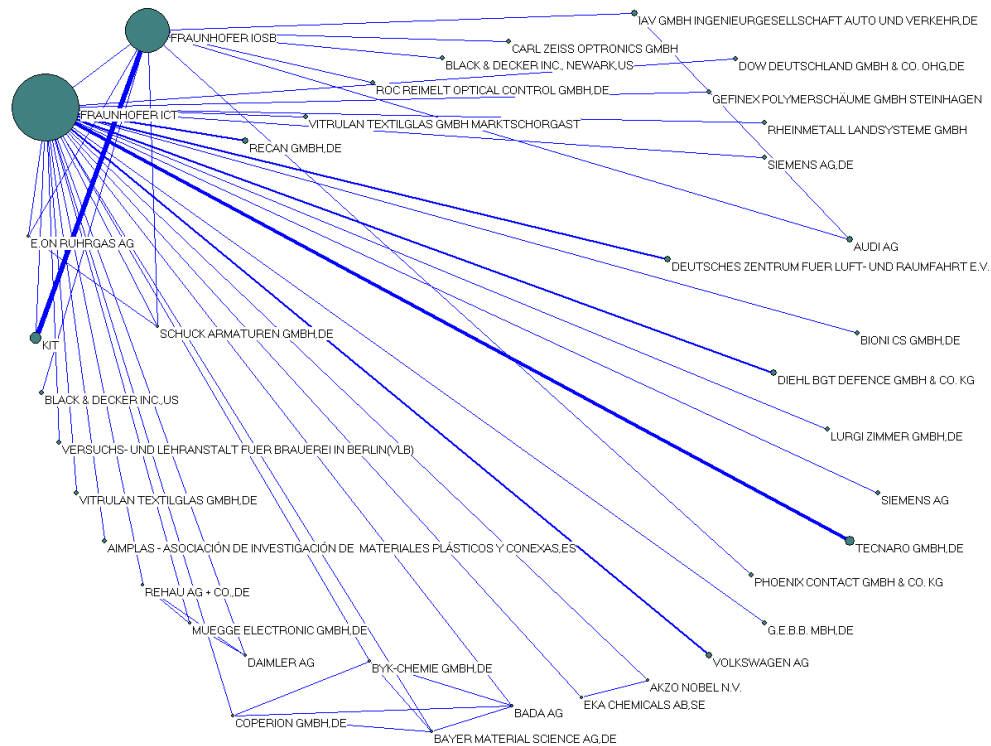 IAV GMBH INGENIEURGESELLSCHAFT AUTO UND VERKEHR,DE
FRAUNHOFER IOSB
CARL ZEISS OPTRONICS GMBH
BLACK & DECKER INC., NEWARK,US
DOW DEUTSCHLAND GMBH & CO. OHG,DE
ROC REIMELT OPTICAL CONTROL GMBH,DE
GEFINEX POLYMERSCHÄUME GMBH STEINHAGEN
FRAUNHOFER ICT
VITRULAN TEXTILGLAS GMBH MARKTSCHORGAST
RHEINMETALL LANDSYSTEME GMBH
RECAN GMBH,DE
SIEMENS AG,DE
E.ON RUHRGAS AG
AUDI AG
DEUTSCHES ZENTRUM FUER LUFT- UND RAUMFAHRT E.V.
SCHUCK ARMATUREN GMBH,DE
BIONI CS GMBH,DE
KIT
DIEHL BGT DEFENCE GMBH & CO. KG
BLACK & DECKER INC.,US
LURGI ZIMMER GMBH,DE
VERSUCHS- UND LEHRANSTALT FUER BRAUEREI IN BERLIN(VLB)
VITRULAN TEXTILGLAS GMBH,DE
SIEMENS AG
AIMPLAS - ASOCIACIÓN DE INVESTIGACIÓN DE MATERIALES PLÁSTICOS Y CONEXAS,ES
TECNARO GMBH,DE
PHOENIX CONTACT GMBH & CO. KG
REHAU AG + CO.,DE
MUEGGE ELECTRONIC GMBH,DE
G.E.B.B. MBH,DE
DAIMLER AG
BYK-CHEMIE GMBH,DE
VOLKSWAGEN AG
AKZO NOBEL N.V.
EKA CHEMICALS AB,SE
BADA AG
COPERION GMBH,DE
BAYER MATERIAL SCIENCE AG,DE